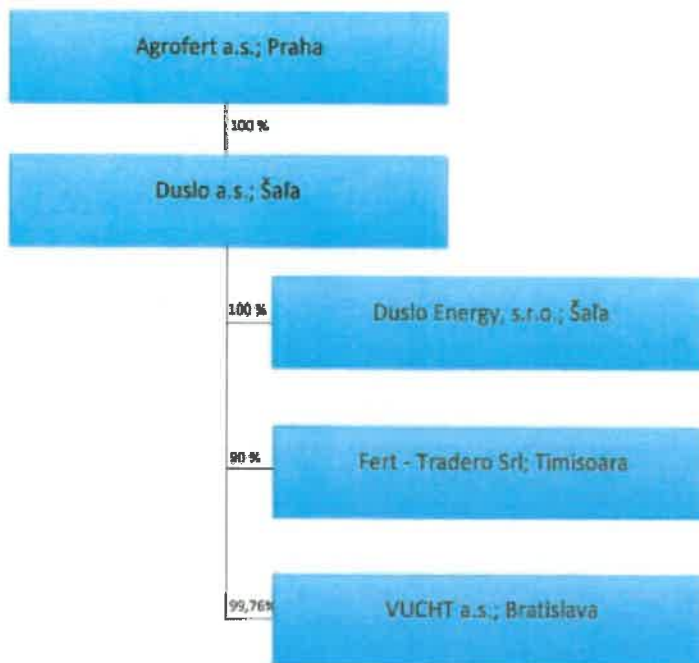 Agrofert a.s.; Praha
100 %
Duslo a.s.; Šaľa
100 %
Duslo Energy, s.r.o.; Šaľa
90 %
Fert - Tradero Srl; Timisoara
99,76%
VUCHT a.s.; Bratislava